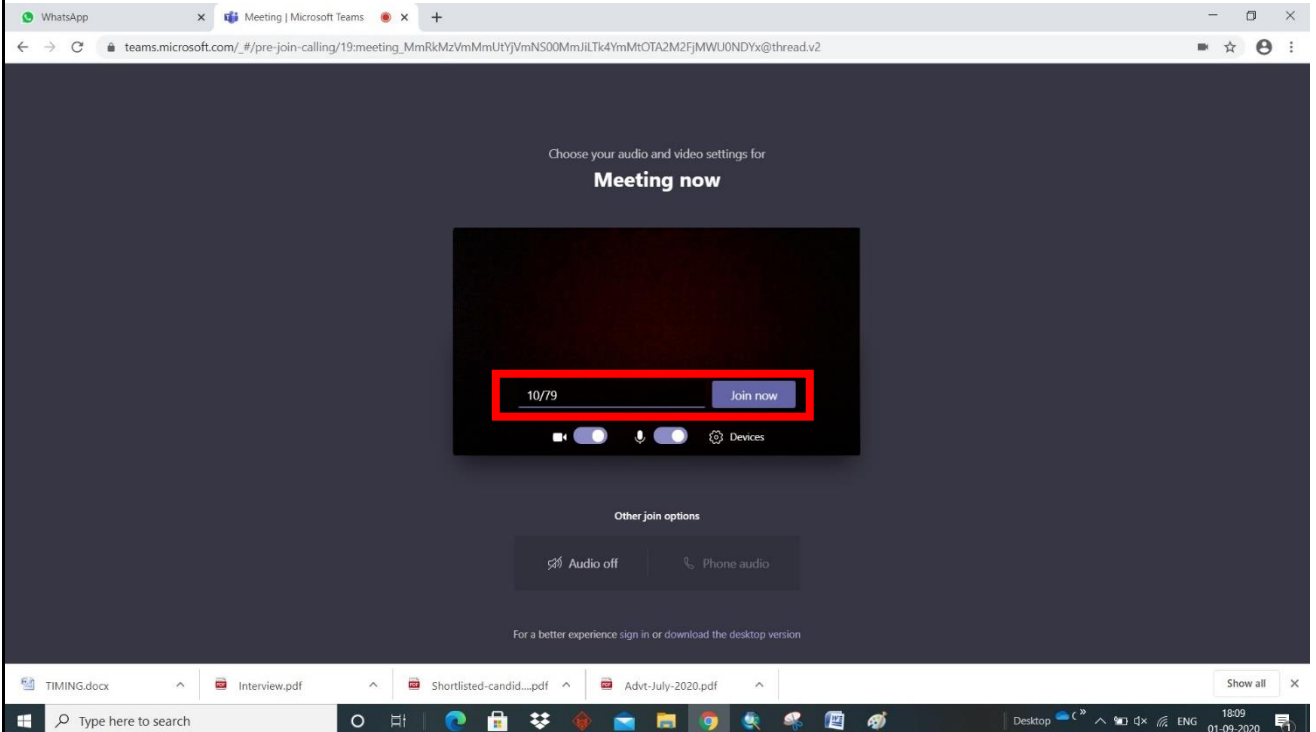 WhatsApp
Meeting | Microsoft Teams
teams.microsoft.com/_#/pre-join-calling/19:meeting_MmRkMzVmMmUtYjVmNS00MmJiLTk4YmMtOTA2M2FjMWU0NDYx@thread.v2
Choose your audio and video settings for
Meeting now
10/79 Join now
Devices
Other join options
Audio off Phone audio
For a better experience sign in or download the desktop version
TIMING.docx Interview.pdf Shortlisted-candid....pdf Advt-July-2020.pdf Show all
Type here to search Desktop ENG 18:09
01-09-2020